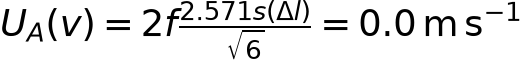 $U_A(v) = 2f\frac{2.571s(\Delta l)}{\sqrt{6}} = 0.0\,\mathrm{m\,s^{-1}}$